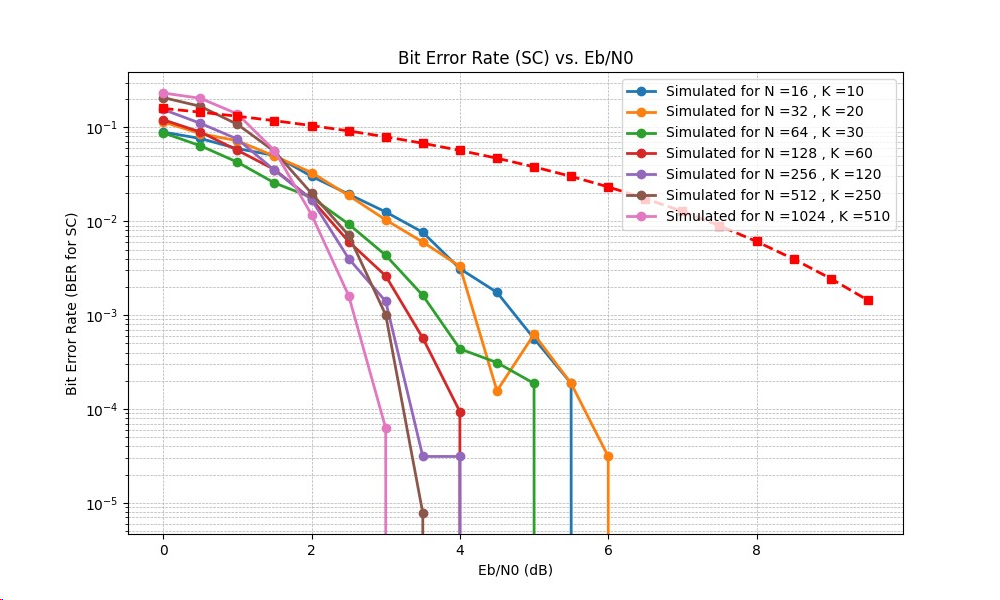 Bit Error Rate (SC) vs. Eb/N0
Simulated for N =16 , K =10
Simulated for N =32 , K =20
Simulated for N =64 , K =30
Simulated for N =128 , K =60
Simulated for N =256 , K =120
Simulated for N =512 , K =250
Simulated for N =1024 , K =510
Bit Error Rate (BER for SC)
10⁻¹
10⁻²
10⁻³
10⁻⁴
10⁻⁵
0 2 4 6 8
Eb/N0 (dB)